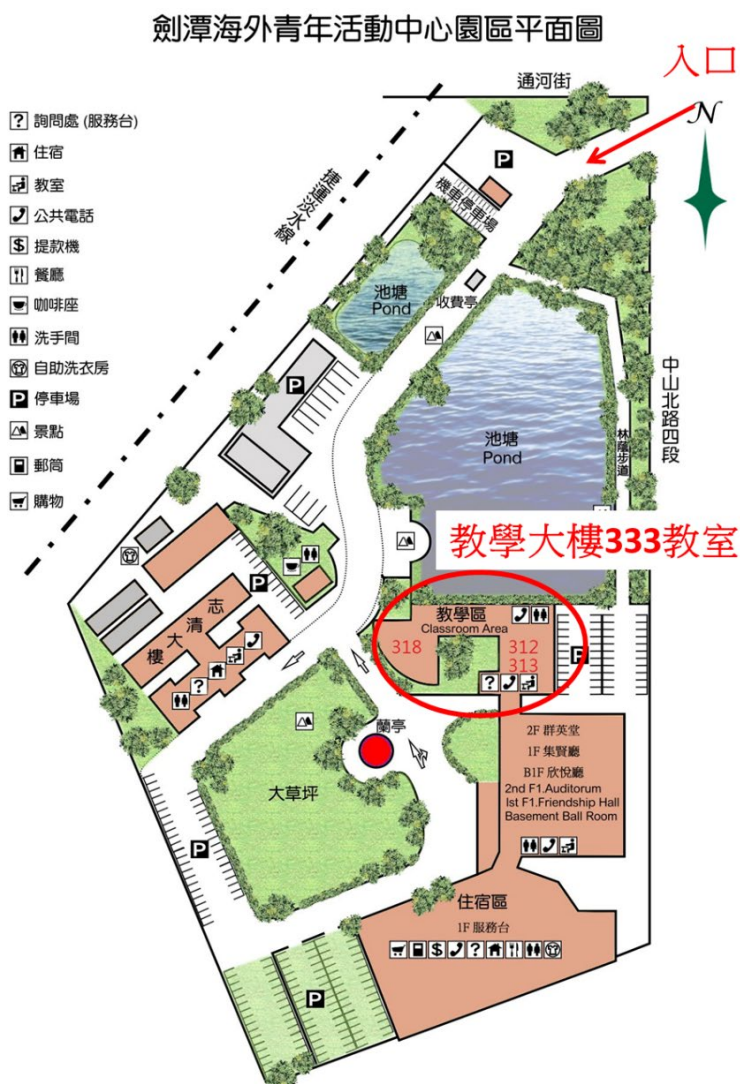 劍潭海外青年活動中心園區平面圖
入口
通河街
N
? 詢問處 (服務台)
住宿
教室
公共電話
$ 提款機
餐廳
咖啡座
洗手間
自助洗衣房
P 停車場
景點
郵筒
購物
捷運淡水線
P
機車停車場
池塘
Pond
收費亭
P
中山北路四段
林蔭步道
池塘
Pond
教學大樓333教室
教學區
Classroom Area
318
312
313
P
?
志清大樓
P
?
蘭亭
大草坪
2F 群英堂
1F 集賢廳
B1F 欣悅廳
2nd F1.Auditorum
Ist F1.Friendship Hall
Basement Ball Room
P
住宿區
1F 服務台
$ ?
P